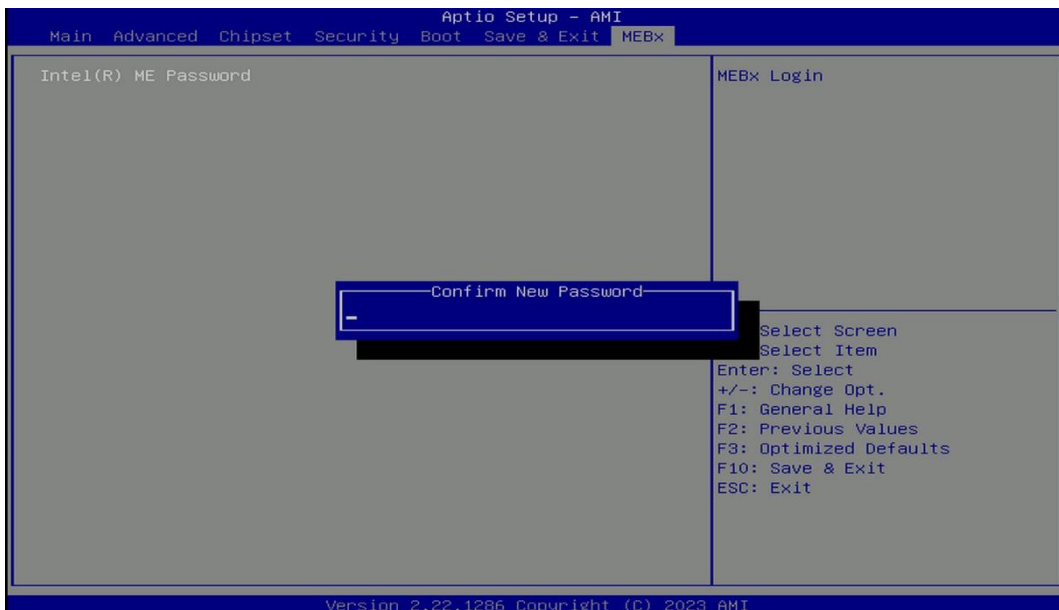 Aptio Setup – AMI
Main Advanced Chipset Security Boot Save & Exit MEBx
Intel(R) ME Password
MEBx Login
Confirm New Password
Select Screen
Select Item
Enter: Select
+/-: Change Opt.
F1: General Help
F2: Previous Values
F3: Optimized Defaults
F10: Save & Exit
ESC: Exit
Version 2.22.1286 Copyright (C) 2023 AMI